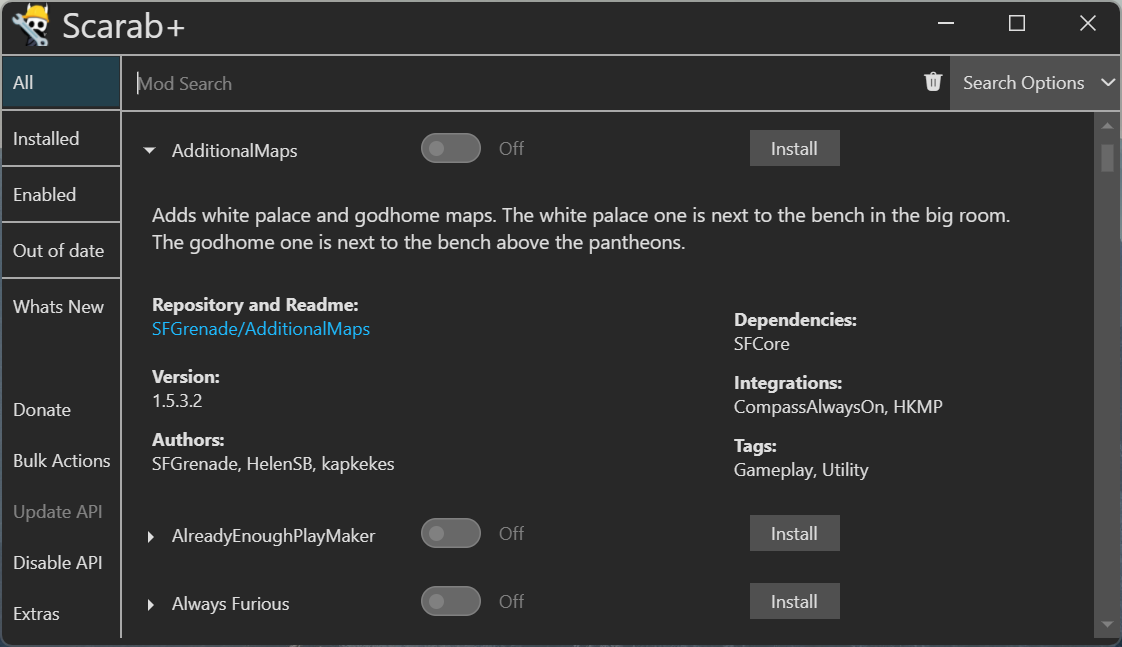 Scarab+
All
Mod Search
Search Options
Installed
Enabled
Out of date
Whats New
Donate
Bulk Actions
Update API
Disable API
Extras
AdditionalMaps
Off
Install
Adds white palace and godhome maps. The white palace one is next to the bench in the big room.
The godhome one is next to the bench above the pantheons.
Repository and Readme:
SFGrenade/AdditionalMaps
Version:
1.5.3.2
Authors:
SFGrenade, HelenSB, kapkekes
Dependencies:
SFCore
Integrations:
CompassAlwaysOn, HKMP
Tags:
Gameplay, Utility
AlreadyEnoughPlayMaker
Off
Install
Always Furious
Off
Install